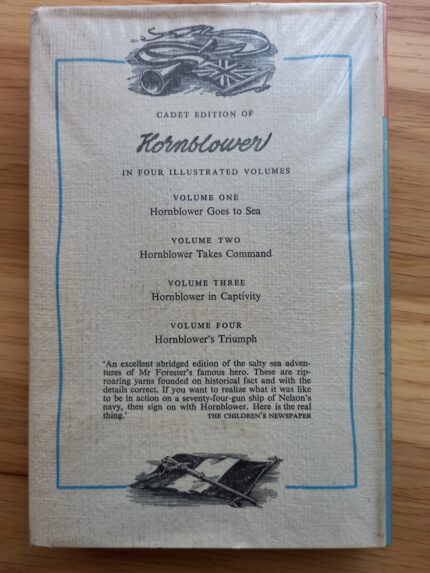 CADET EDITION OF
Hornblower
IN FOUR ILLUSTRATED VOLUMES
VOLUME ONE
Hornblower Goes to Sea
VOLUME TWO
Hornblower Takes Command
VOLUME THREE
Hornblower in Captivity
VOLUME FOUR
Hornblower's Triumph
'An excellent abridged edition of the salty sea adven-
tures of Mr Forester's famous hero. These are rip-
roaring yarns founded on historical fact and with the
details correct. If you want to realize what it was like
to be in action on a seventy-four-gun ship of Nelson's
navy, then sign on with Hornblower. Here is the real
thing.' THE CHILDREN'S NEWSPAPER